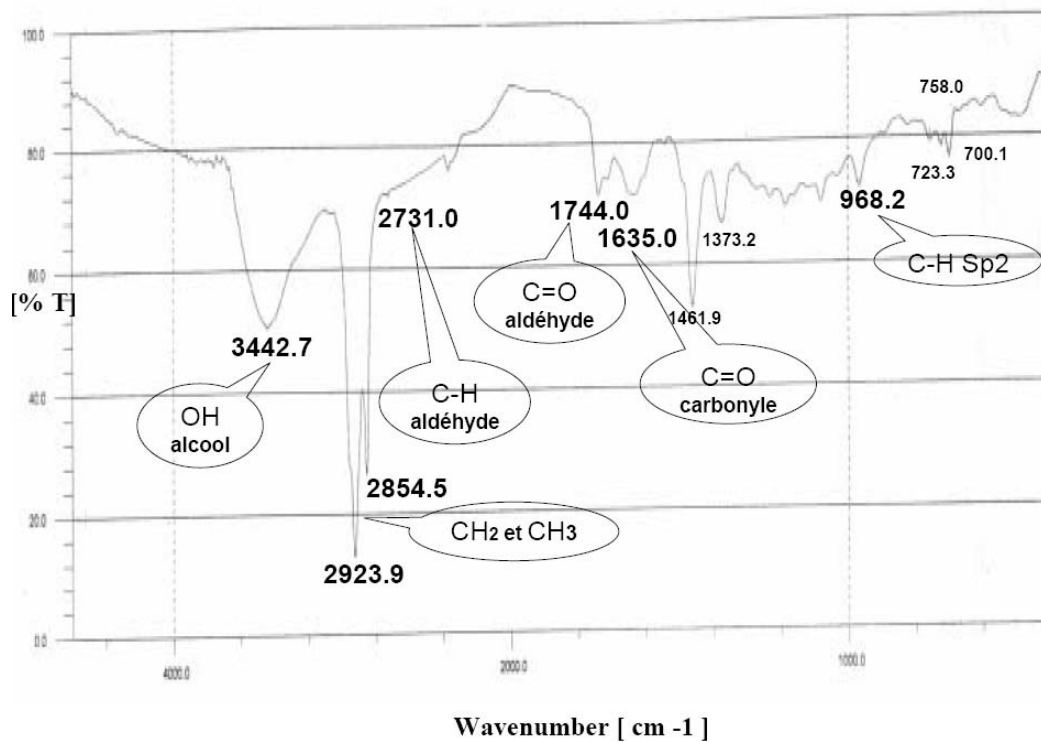 100.0
80.0
60.0
[% T]
40.0
20.0
0.0
3442.7
OH
alcool
2923.9
2854.5
CH2 et CH3
2731.0
C-H
aldéhyde
1744.0
C=O
aldéhyde
1635.0
C=O
carbonyle
1461.9
1373.2
968.2
C-H Sp2
758.0
723.3
700.1
4000.0
2000.0
1000.0
Wavenumber [ cm -1 ]